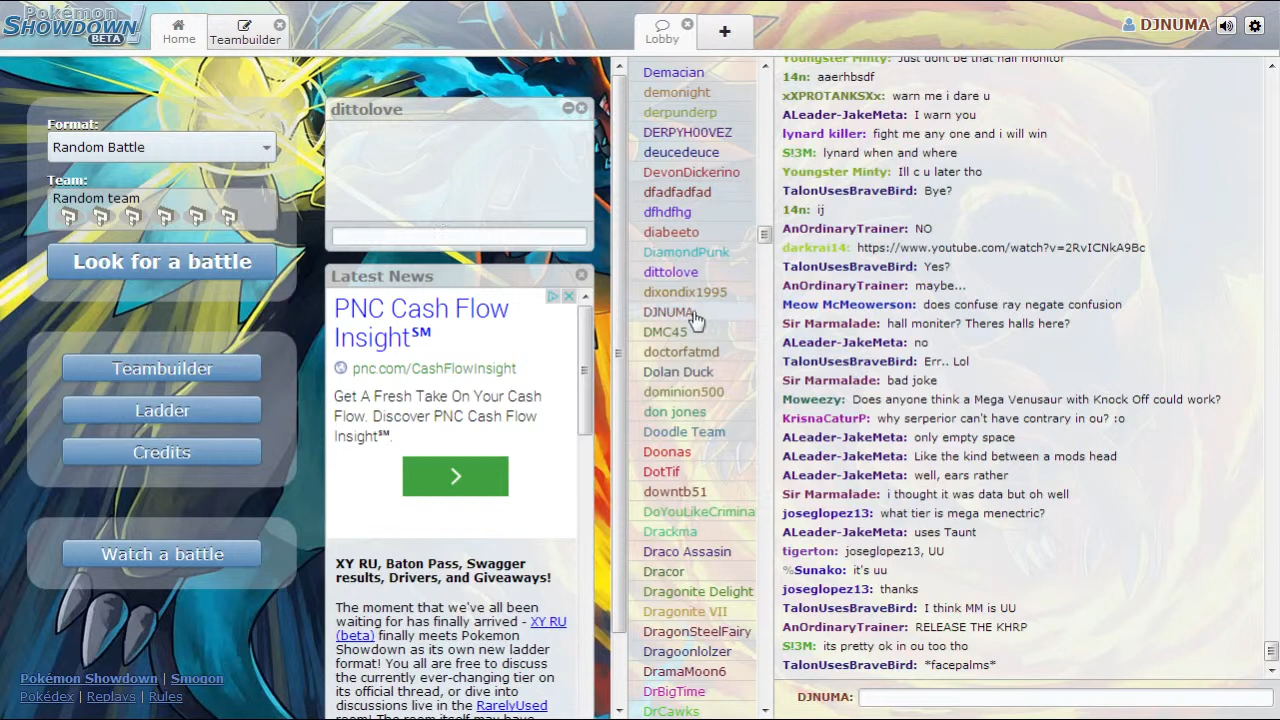 Pokémon
SHOWDOWN
BETA
Home
Teambuilder
Lobby
+
DJNUMA
Format:
Random Battle
Team:
Random team
Look for a battle
Teambuilder
Ladder
Credits
Watch a battle
Pokémon Showdown | Smogon
Pokédex | Replays | Rules
dittolove
Latest News
PNC Cash Flow
Insight℠
pnc.com/CashFlowInsight
Get A Fresh Take On Your Cash
Flow. Discover PNC Cash Flow
Insight℠.
XY RU, Baton Pass, Swagger
results, Drivers, and Giveaways!
The moment that we've all been
waiting for has finally arrived - XY RU
(beta) finally meets Pokemon
Showdown as its own new ladder
format! You all are free to discuss
the currently ever-changing tier on
its official thread, or dive into
discussions live in the RarelyUsed
room! The room itself may have
Demacian
demonight
derpunderp
DERPYH00VEZ
deucedeuce
DevonDickerino
dfadfadfad
dfhdfhg
diabeeto
DiamondPunk
dittolove
dixondix1995
DJNUMA
DMC45
doctorfatmd
Dolan Duck
dominion500
don jones
Doodle Team
Doonas
DotTif
downtb51
DoYouLikeCrimina
Drackma
Draco Assasin
Dracor
Dragonite Delight
Dragonite VII
DragonSteelFairy
Dragoonlolzer
DramaMoon6
DrBigTime
DrCawks
Youngster Minty: Just dont be that hall monitor
14n: aaerhbsdf
xXPROTANKSXx: warn me i dare u
ALeader-JakeMeta: I warn you
lynard killer: fight me any one and i will win
S!3M: lynard when and where
Youngster Minty: Ill c u later tho
TalonUsesBraveBird: Bye?
14n: ij
AnOrdinaryTrainer: NO
darkrai14: https://www.youtube.com/watch?v=2RvICNkA9Bc
TalonUsesBraveBird: Yes?
AnOrdinaryTrainer: maybe...
Meow McMeowerson: does confuse ray negate confusion
Sir Marmalade: hall moniter? Theres halls here?
ALeader-JakeMeta: no
TalonUsesBraveBird: Err.. Lol
Sir Marmalade: bad joke
Moweezy: Does anyone think a Mega Venusaur with Knock Off could work?
KrisnaCaturP: why serperior can't have contrary in ou? :o
ALeader-JakeMeta: only empty space
ALeader-JakeMeta: Like the kind between a mods head
ALeader-JakeMeta: well, ears rather
Sir Marmalade: i thought it was data but oh well
joseglopez13: what tier is mega menectric?
ALeader-JakeMeta: uses Taunt
tigerton: joseglopez13, UU
%Sunako: it's uu
joseglopez13: thanks
TalonUsesBraveBird: I think MM is UU
AnOrdinaryTrainer: RELEASE THE KHRP
S!3M: its pretty ok in ou too tho
TalonUsesBraveBird: *facepalms*
DJNUMA: